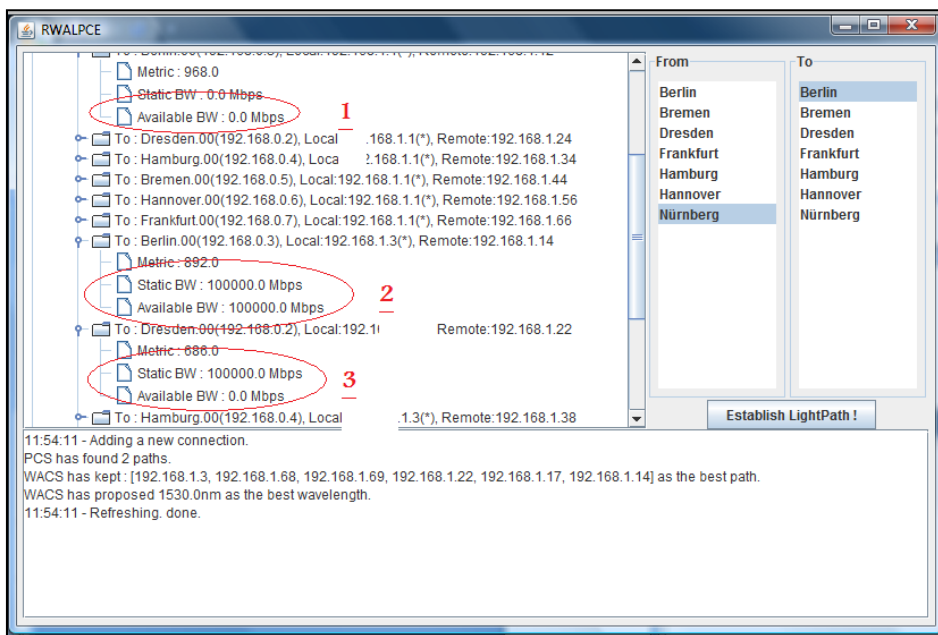 RWALPCE
Metric : 968.0
Static BW : 0.0 Mbps
Available BW : 0.0 Mbps
1
To : Dresden.00(192.168.0.2), Local .168.1.1(*), Remote:192.168.1.24
To : Hamburg.00(192.168.0.4), Loca 2.168.1.1(*), Remote:192.168.1.34
To : Bremen.00(192.168.0.5), Local:192.168.1.1(*), Remote:192.168.1.44
To : Hannover.00(192.168.0.6), Local:192.168.1.1(*), Remote:192.168.1.56
To : Frankfurt.00(192.168.0.7), Local:192.168.1.1(*), Remote:192.168.1.66
To : Berlin.00(192.168.0.3), Local:192.168.1.3(*), Remote:192.168.1.14
Metric : 892.0
Static BW : 100000.0 Mbps
2
Available BW : 100000.0 Mbps
To : Dresden.00(192.168.0.2), Local:192.1 Remote:192.168.1.22
Metric : 686.0
Static BW : 100000.0 Mbps
3
Available BW : 0.0 Mbps
To : Hamburg.00(192.168.0.4), Local .1.3(*), Remote:192.168.1.38
From
Berlin
Bremen
Dresden
Frankfurt
Hamburg
Hannover
Nürnberg
To
Berlin
Bremen
Dresden
Frankfurt
Hamburg
Hannover
Nürnberg
Establish LightPath !
11:54:11 - Adding a new connection.
PCS has found 2 paths.
WACS has kept : [192.168.1.3, 192.168.1.68, 192.168.1.69, 192.168.1.22, 192.168.1.17, 192.168.1.14] as the best path.
WACS has proposed 1530.0nm as the best wavelength.
11:54:11 - Refreshing. done.